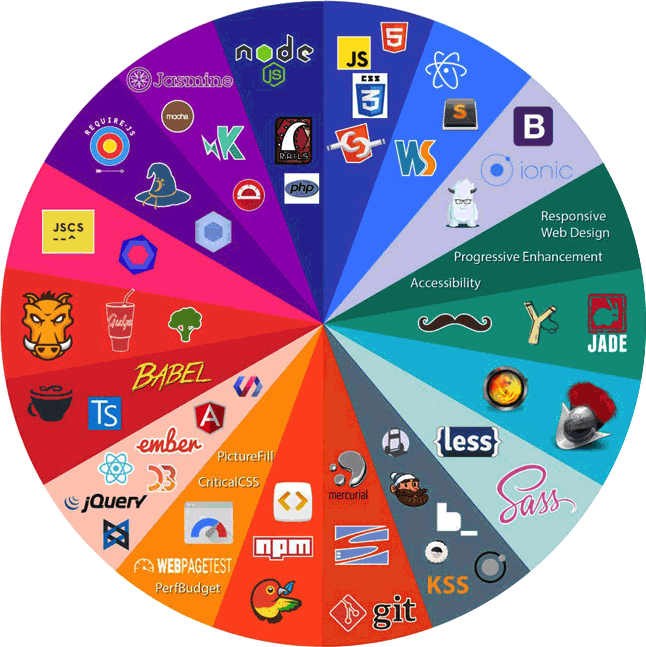 node
JS
JS
5
CSS
3
Jasmine
mocha
REQUIRE-JS
K
RAILS
php
S
WS
B
ionic
Responsive
Web Design
Progressive Enhancement
Accessibility
JSCS
--^
Gulp
JADE
BABEL
TS
A
ember
D3
jQuery
PictureFill
CriticalCSS
WEBPAGETEST
PerfBudget
npm
mercurial
git
{less}
Sass
b_
KSS